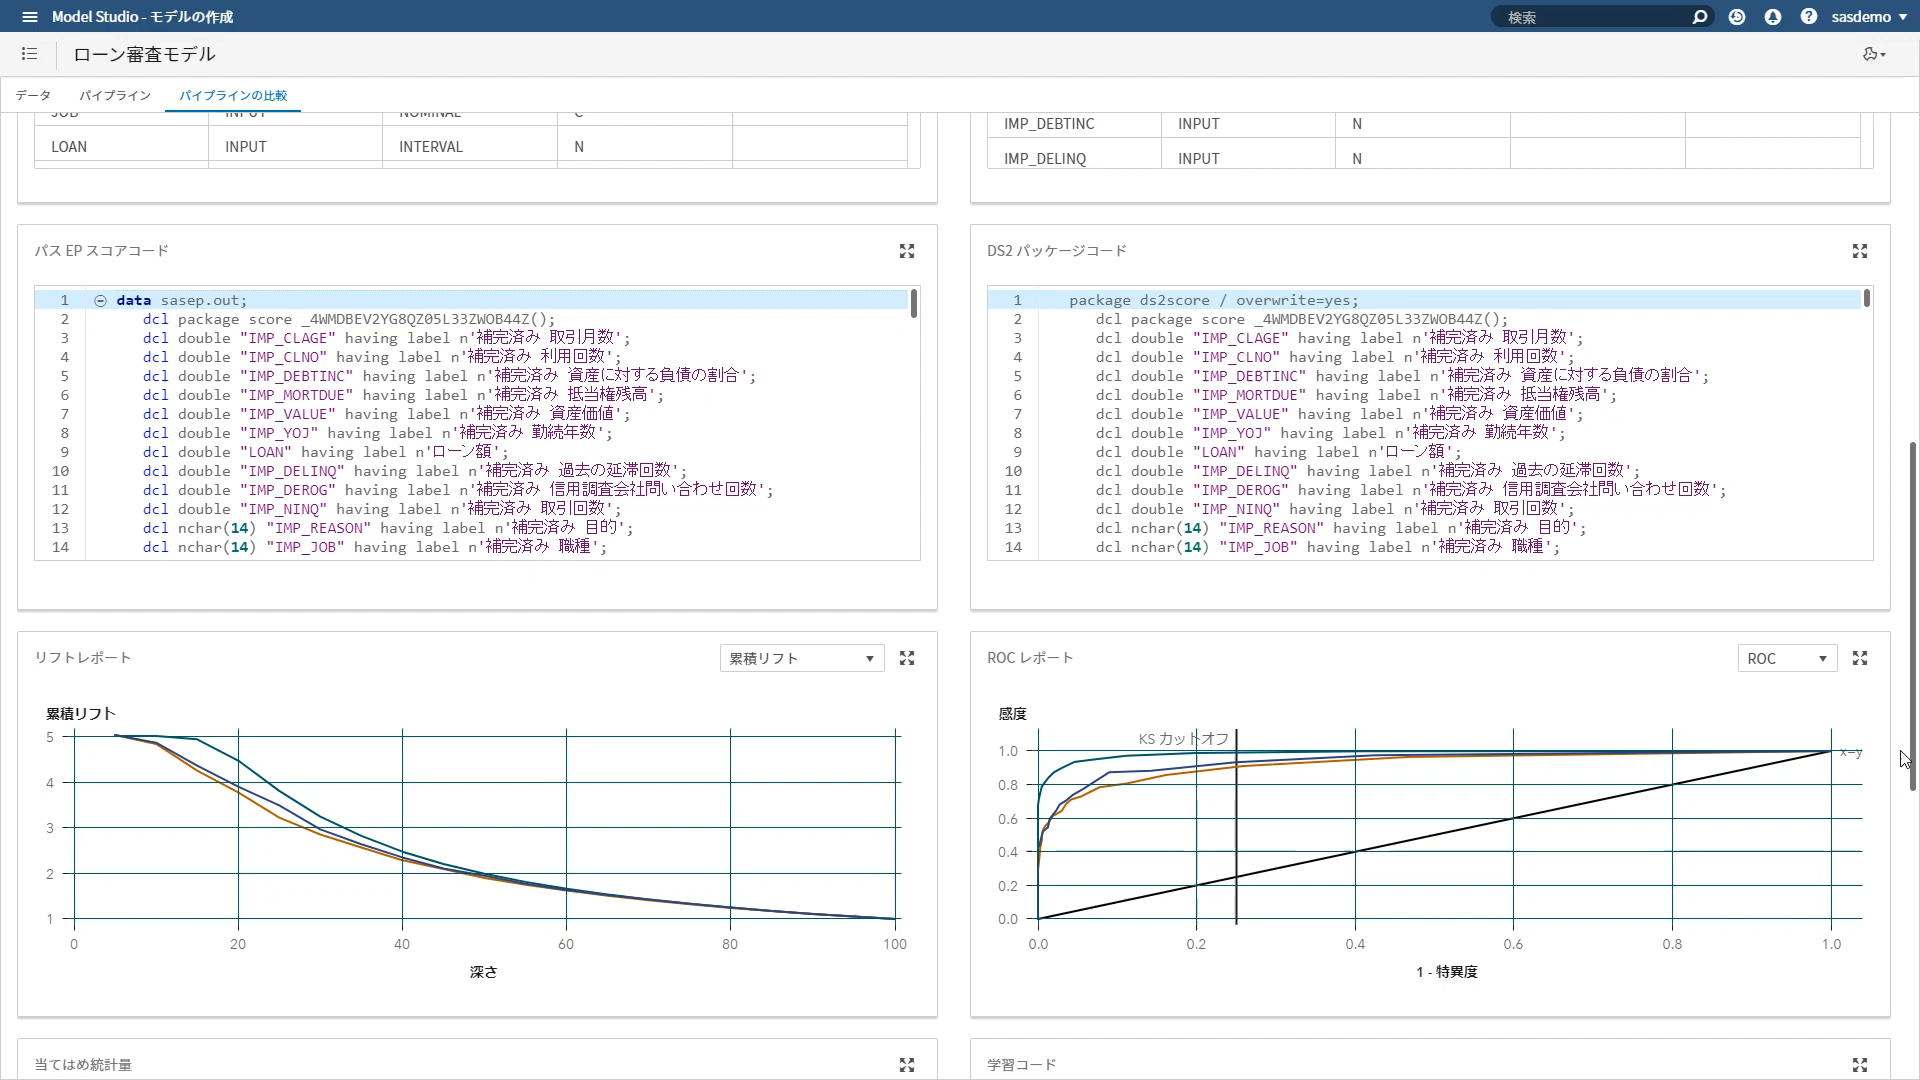 Model Studio - モデルの作成
検索
sasdemo
ローン審査モデル
データ パイプライン パイプラインの比較
JOB INPUT NOMINAL C
LOAN INPUT INTERVAL N
IMP_DEBTINC INPUT N
IMP_DELINQ INPUT N
パス EP スコアコード
1 data sasep.out;
2 dcl package score _4WMDBEV2YG8QZ05L33ZWOB44Z();
3 dcl double "IMP_CLAGE" having label n'補完済み 取引月数';
4 dcl double "IMP_CLNO" having label n'補完済み 利用回数';
5 dcl double "IMP_DEBTINC" having label n'補完済み 資産に対する負債の割合';
6 dcl double "IMP_MORTDUE" having label n'補完済み 抵当権残高';
7 dcl double "IMP_VALUE" having label n'補完済み 資産価値';
8 dcl double "IMP_YOJ" having label n'補完済み 勤続年数';
9 dcl double "LOAN" having label n'ローン額';
10 dcl double "IMP_DELINQ" having label n'補完済み 過去の延滞回数';
11 dcl double "IMP_DEROG" having label n'補完済み 信用調査会社問い合わせ回数';
12 dcl double "IMP_NINQ" having label n'補完済み 取引回数';
13 dcl nchar(14) "IMP_REASON" having label n'補完済み 目的';
14 dcl nchar(14) "IMP_JOB" having label n'補完済み 職種';
DS2 パッケージコード
1 package ds2score / overwrite=yes;
2 dcl package score _4WMDBEV2YG8QZ05L33ZWOB44Z();
3 dcl double "IMP_CLAGE" having label n'補完済み 取引月数';
4 dcl double "IMP_CLNO" having label n'補完済み 利用回数';
5 dcl double "IMP_DEBTINC" having label n'補完済み 資産に対する負債の割合';
6 dcl double "IMP_MORTDUE" having label n'補完済み 抵当権残高';
7 dcl double "IMP_VALUE" having label n'補完済み 資産価値';
8 dcl double "IMP_YOJ" having label n'補完済み 勤続年数';
9 dcl double "LOAN" having label n'ローン額';
10 dcl double "IMP_DELINQ" having label n'補完済み 過去の延滞回数';
11 dcl double "IMP_DEROG" having label n'補完済み 信用調査会社問い合わせ回数';
12 dcl double "IMP_NINQ" having label n'補完済み 取引回数';
13 dcl nchar(14) "IMP_REASON" having label n'補完済み 目的';
14 dcl nchar(14) "IMP_JOB" having label n'補完済み 職種';
リフトレポート
累積リフト
累積リフト
5
4
3
2
1
0 20 40 60 80 100
深さ
ROC レポート
ROC
感度
KS カットオフ
x=y
1.0
0.8
0.6
0.4
0.2
0.0
0.0 0.2 0.4 0.6 0.8 1.0
1 - 特異度
当てはめ統計量
学習コード